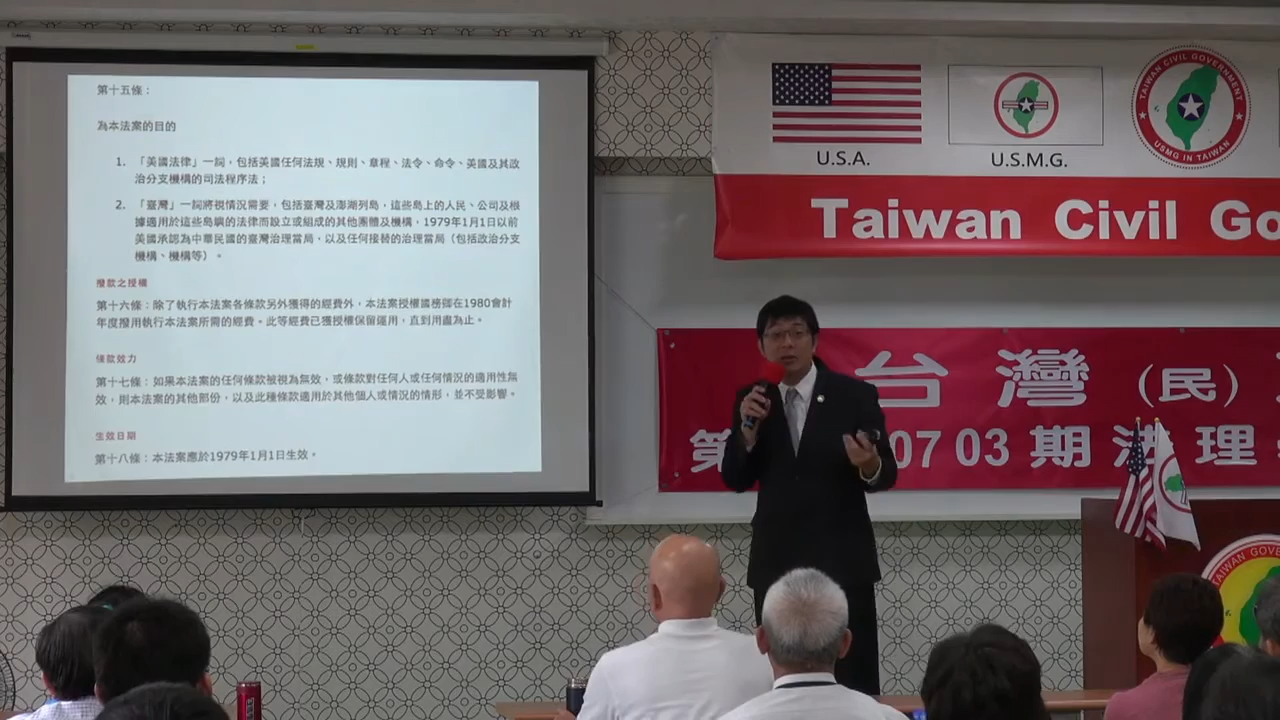 第十五條：
為本法案的目的
1. 「美國法律」一詞，包括美國任何法規、規則、章程、法令、命令、美國及其政
治分支機構的司法程序法；
2. 「臺灣」一詞將視情況需要，包括臺灣及澎湖列島，這些島上的人民、公司及根
據適用於這些島嶼的法律而設立或組成的其他團體及機構，1979年1月1日以前
美國承認為中華民國的臺灣治理當局，以及任何接替的治理當局（包括政治分支
機構、機構等）。
撥款之授權
第十六條：除了執行本法案各條款另外獲得的經費外，本法案授權國務卿在1980會計
年度撥用執行本法案所需的經費。此等經費已獲授權保留運用，直到用盡為止。
條款效力
第十七條：如果本法案的任何條款被視為無效，或條款對任何人或任何情況的適用性無
效，則本法案的其他部份，以及此種條款適用於其他個人或情況的情形，並不受影響。
生效日期
第十八條：本法案應於1979年1月1日生效。
U.S.A.
U.S.M.G.
TAIWAN CIVIL GOVERNMENT
USMG IN TAIWAN
Taiwan Civil Go
台灣（民）
第 07 03 期 法 理
TAIWAN GOVE